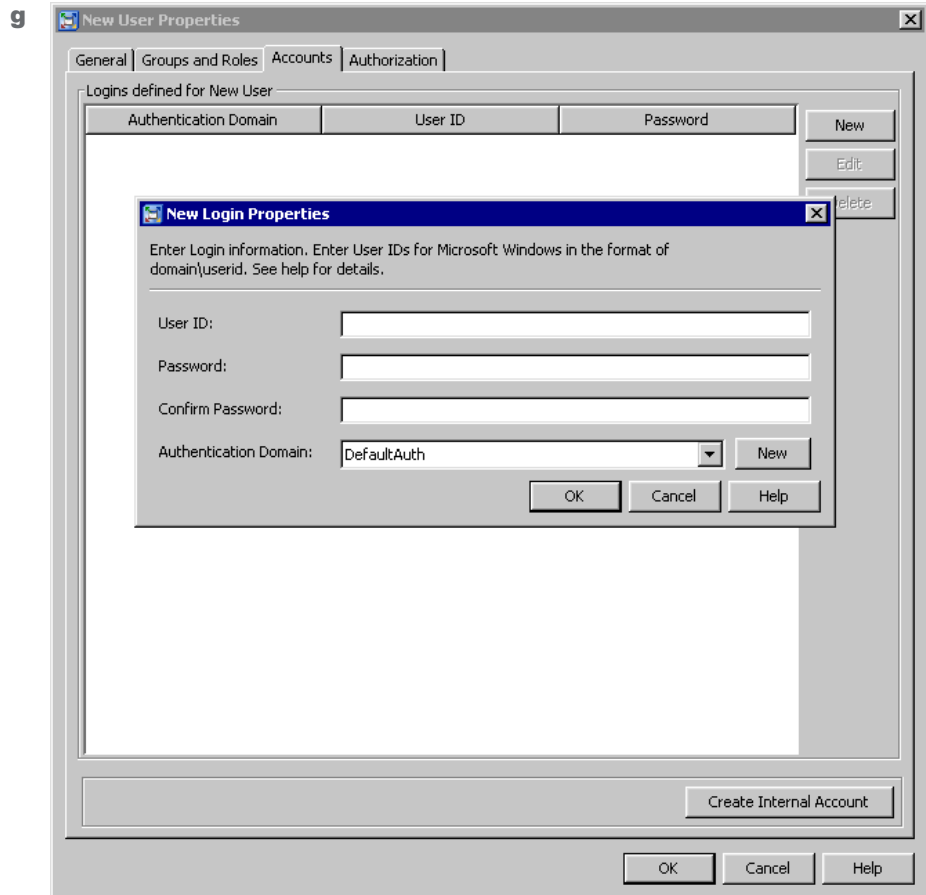 g
New User Properties
General
Groups and Roles
Accounts
Authorization
Logins defined for New User
Authentication Domain
User ID
Password
New
Edit
Delete
New Login Properties
Enter Login information. Enter User IDs for Microsoft Windows in the format of
domain\userid. See help for details.
User ID:
Password:
Confirm Password:
Authentication Domain:
DefaultAuth
New
OK
Cancel
Help
Create Internal Account
OK
Cancel
Help